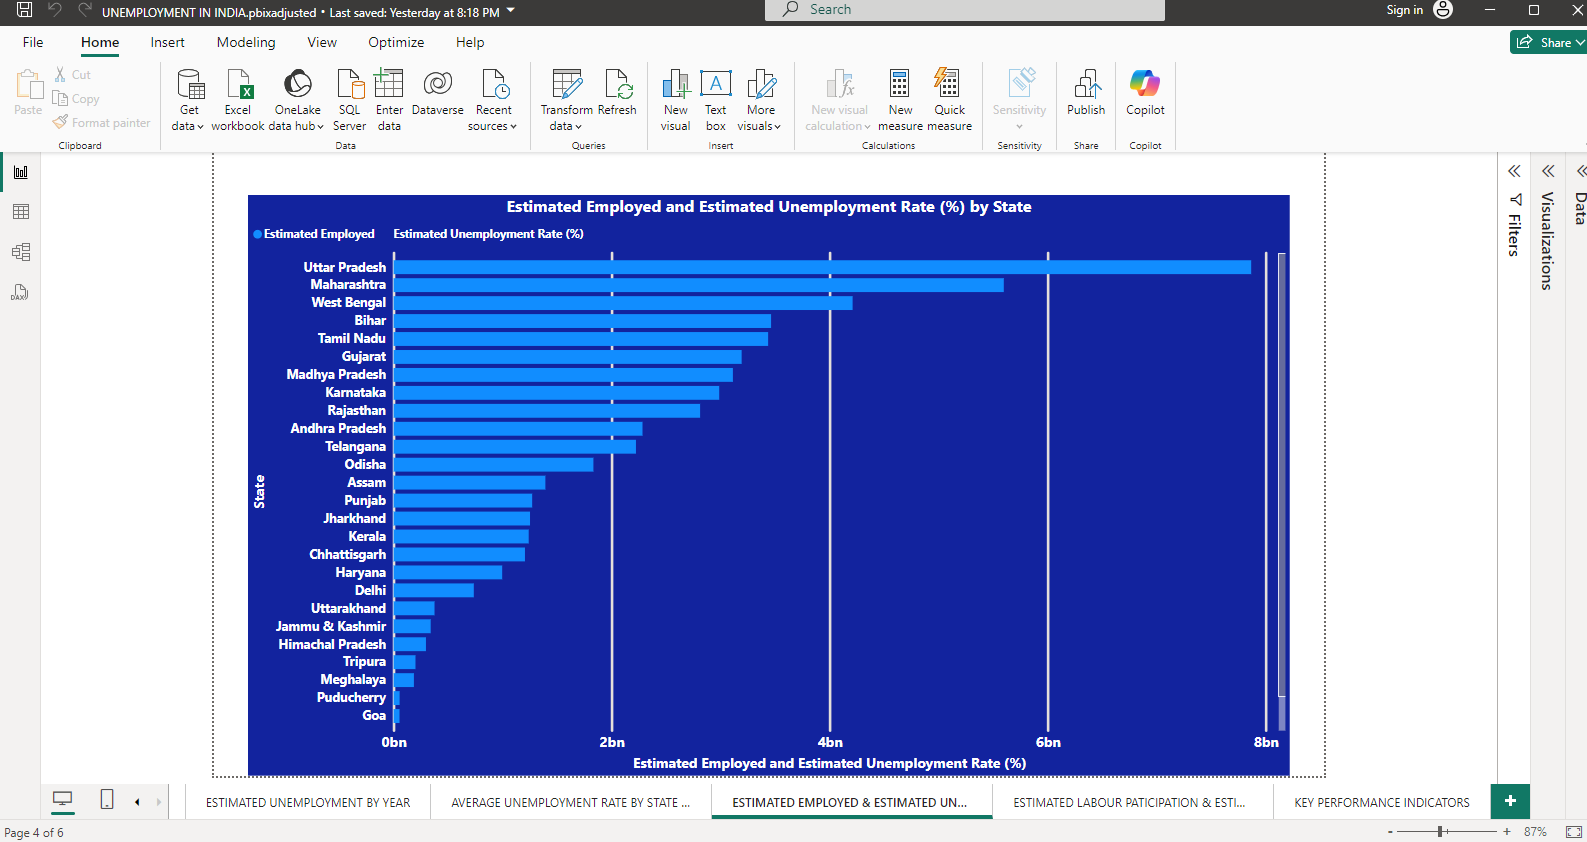 UNEMPLOYMENT IN INDIA.pbixadjusted • Last saved: Yesterday at 8:18 PM
Search
Sign in
File Home Insert Modeling View Optimize Help
Share
Paste
Cut
Copy
Format painter
Clipboard
Get data
Excel workbook
OneLake data hub
SQL Server
Enter data
Dataverse
Recent sources
Data
Transform data
Refresh
Queries
New visual
Text box
More visuals
Insert
New visual calculation
New measure
Quick measure
Calculations
Sensitivity
Sensitivity
Publish
Share
Copilot
Copilot
DAX
Filters
Visualizations
Data
Estimated Employed and Estimated Unemployment Rate (%) by State
Estimated Employed Estimated Unemployment Rate (%)
State
Uttar Pradesh
Maharashtra
West Bengal
Bihar
Tamil Nadu
Gujarat
Madhya Pradesh
Karnataka
Rajasthan
Andhra Pradesh
Telangana
Odisha
Assam
Punjab
Jharkhand
Kerala
Chhattisgarh
Haryana
Delhi
Uttarakhand
Jammu & Kashmir
Himachal Pradesh
Tripura
Meghalaya
Puducherry
Goa
0bn 2bn 4bn 6bn 8bn
Estimated Employed and Estimated Unemployment Rate (%)
ESTIMATED UNEMPLOYMENT BY YEAR
AVERAGE UNEMPLOYMENT RATE BY STATE ...
ESTIMATED EMPLOYED & ESTIMATED UN...
ESTIMATED LABOUR PATICIPATION & ESTI...
KEY PERFORMANCE INDICATORS
+
Page 4 of 6
- + 87%